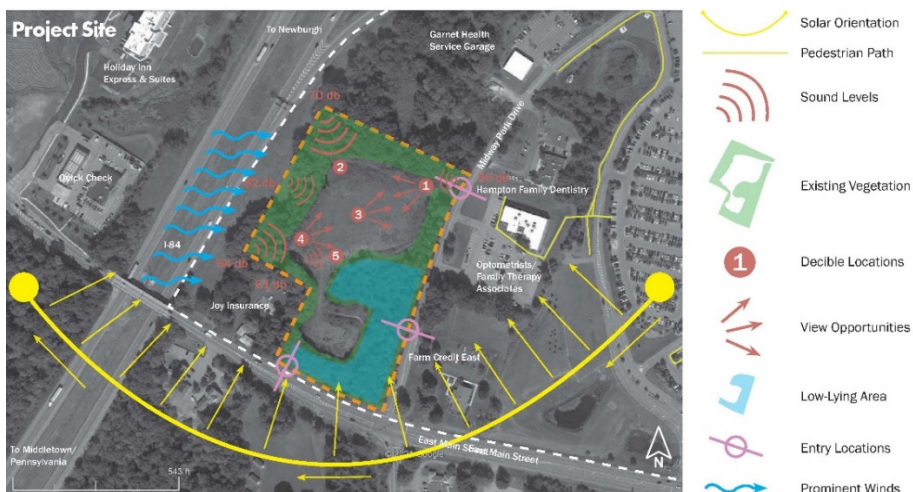 Project Site
To Newburgh
Garnet Health
Service Garage
Holiday Inn
Express & Suites
Midway Park Drive
2
1
Hampton Family Dentistry
Quick Check
3
4
5
I-84
Optometrists/
Family Therapy
Associates
Joy Insurance
Farm Credit East
East Main Street
East Main Street
To Middletown/
Pennsylvania
543 ft
N
Solar Orientation
Pedestrian Path
Sound Levels
Existing Vegetation
1
Decible Locations
View Opportunities
Low-Lying Area
Entry Locations
Prominent Winds